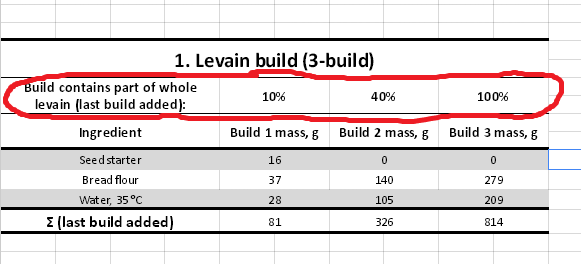 1. Levain build (3-build)
Build contains part of whole
levain (last build added): 10% 40% 100%
Ingredient Build 1 mass, g Build 2 mass, g Build 3 mass, g
Seed starter 16 0 0
Bread flour 37 140 279
Water, 35°C 28 105 209
Σ (last build added) 81 326 814